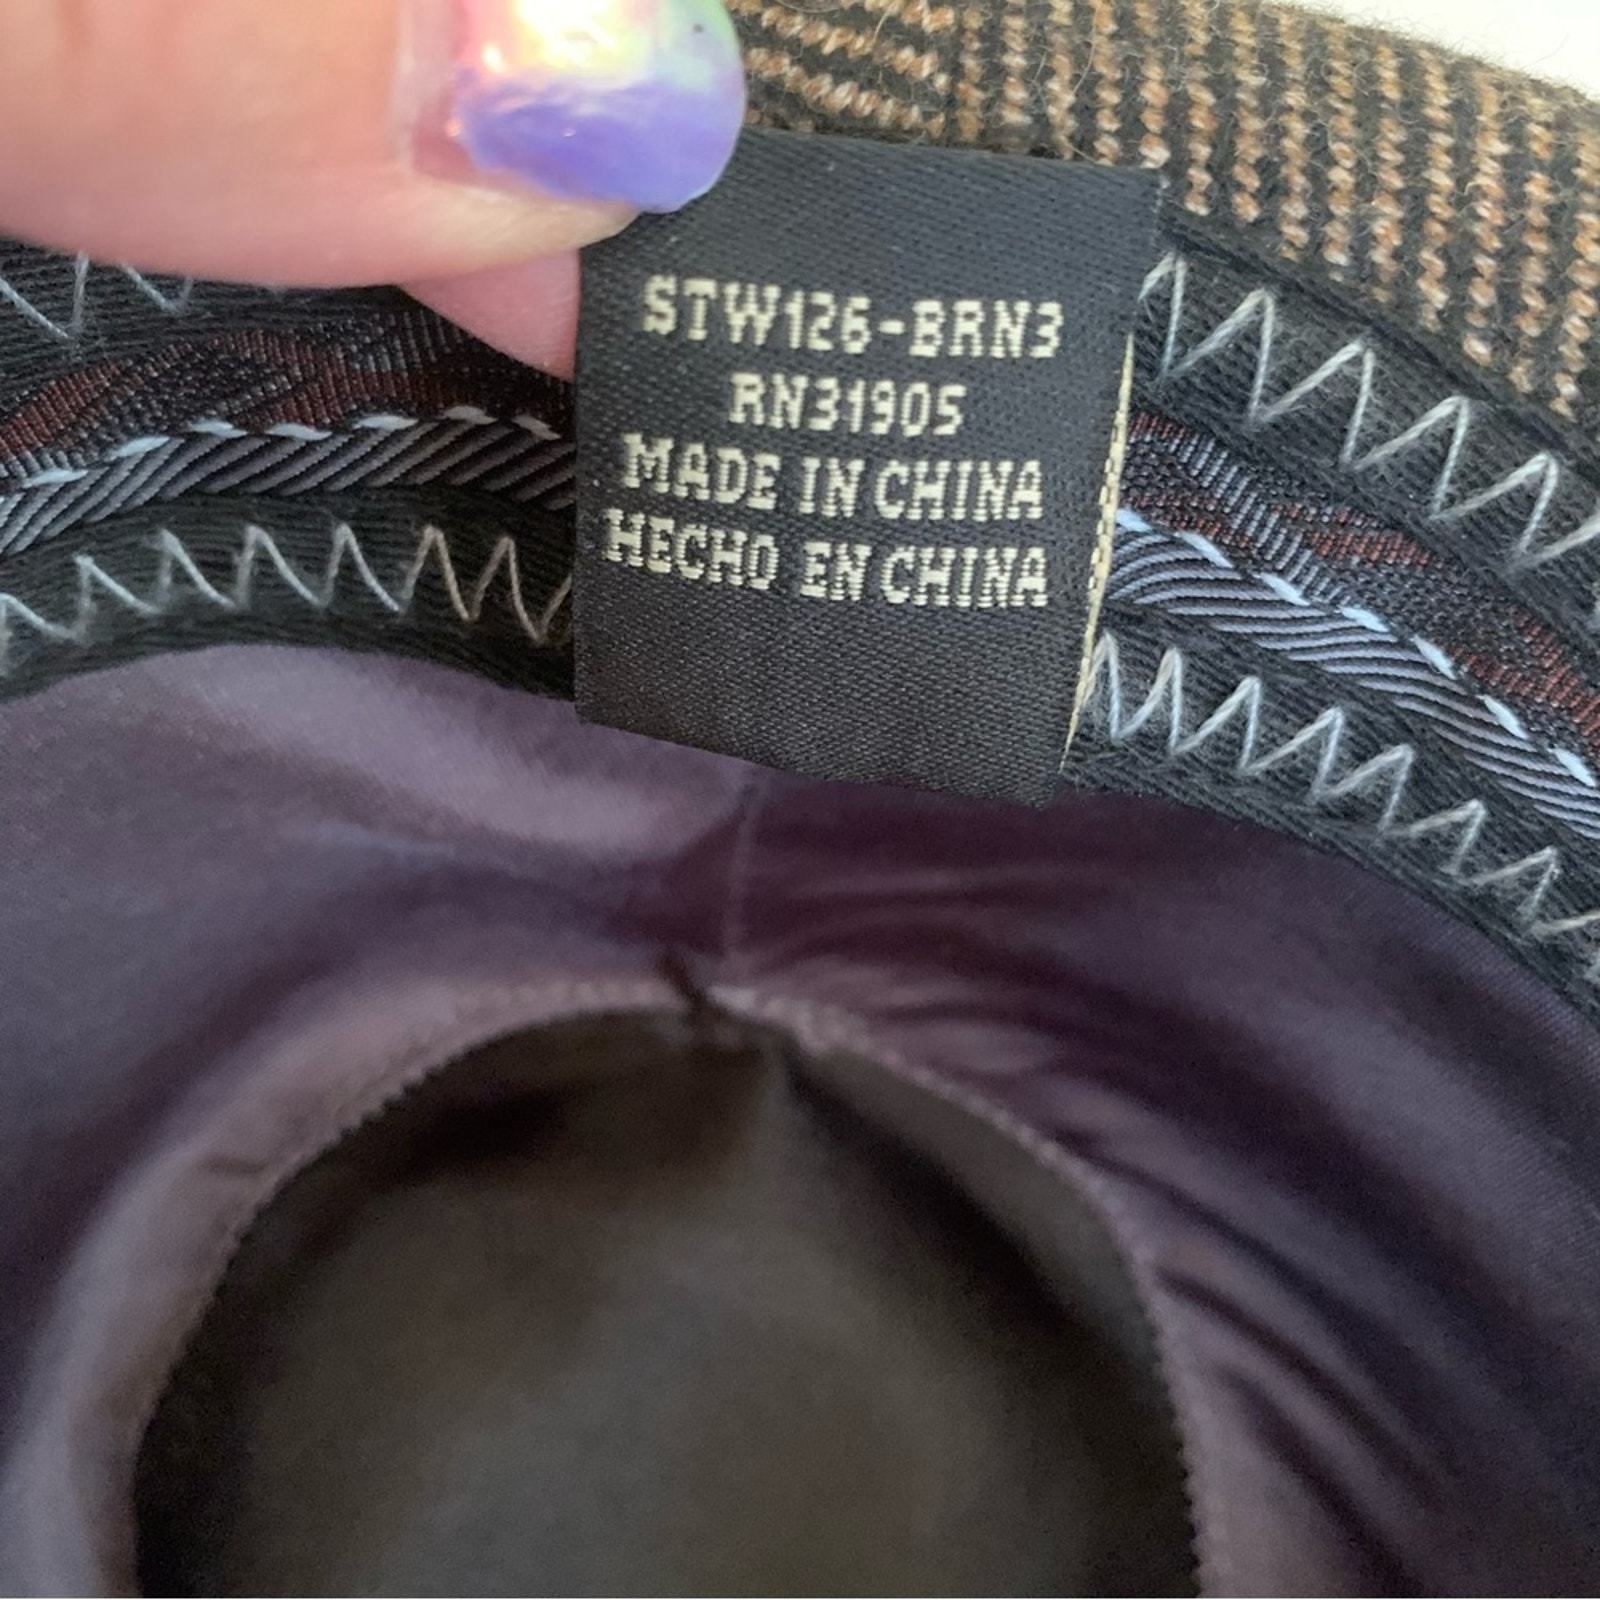 STW126-BRN3
RN31905
MADE IN CHINA
HECHO EN CHINA